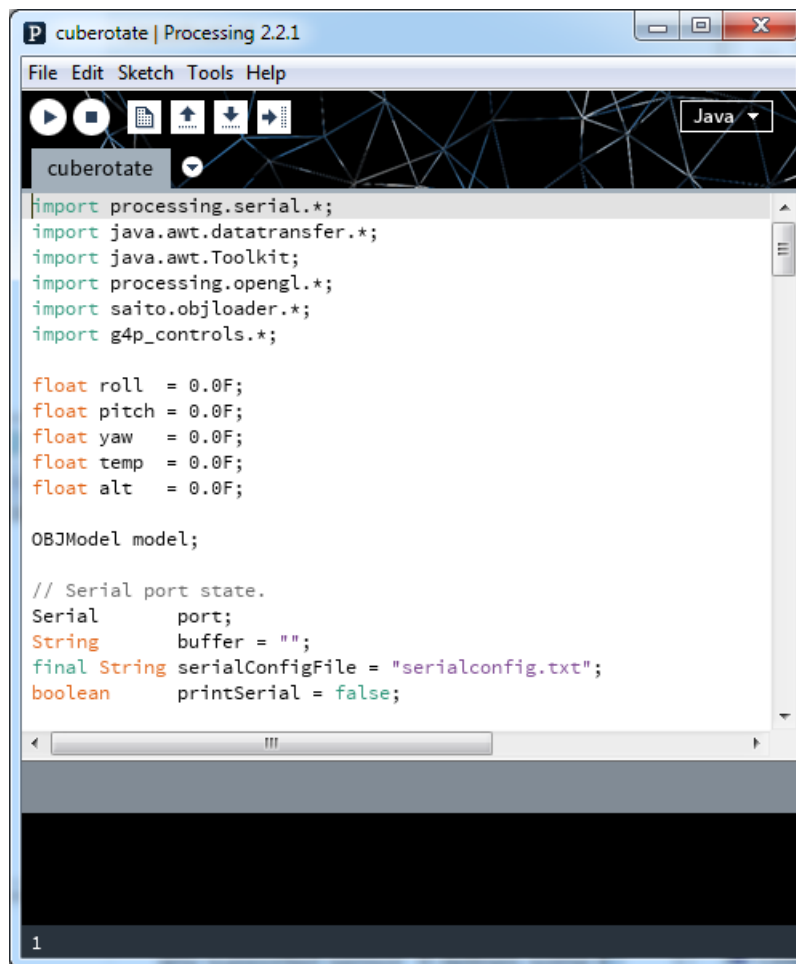 cuberotate | Processing 2.2.1
File Edit Sketch Tools Help
Java
cuberotate
import processing.serial.*;
import java.awt.datatransfer.*;
import java.awt.Toolkit;
import processing.opengl.*;
import saito.objloader.*;
import g4p_controls.*;
float roll  = 0.0F;
float pitch = 0.0F;
float yaw   = 0.0F;
float temp  = 0.0F;
float alt   = 0.0F;
OBJModel model;
// Serial port state.
Serial       port;
String       buffer = "";
final String serialConfigFile = "serialconfig.txt";
boolean      printSerial = false;
1